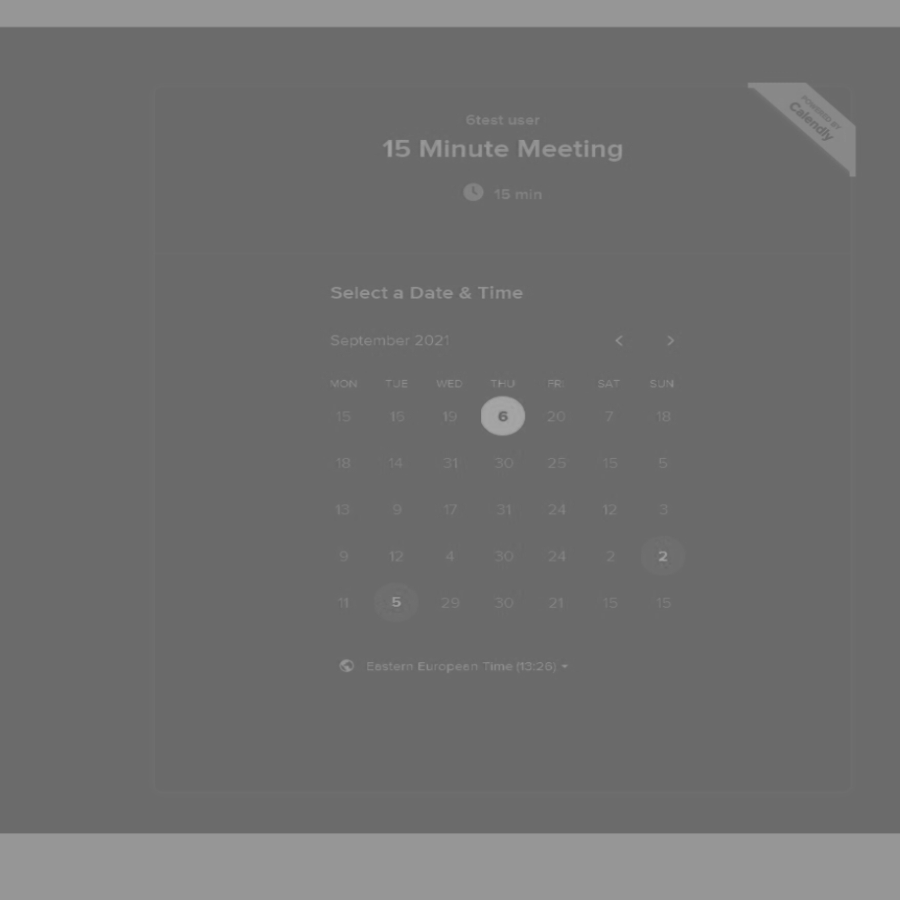 POWERED BY
Calendly
6test user
15 Minute Meeting
15 min
Select a Date & Time
September 2021
MON TUE WED THU FRI SAT SUN
15 15 19 6 20 7 18
18 14 31 30 25 15 5
13 9 17 31 24 12 3
9 12 4 30 24 2 2
11 5 29 30 21 15 15
Eastern European Time (13:26)